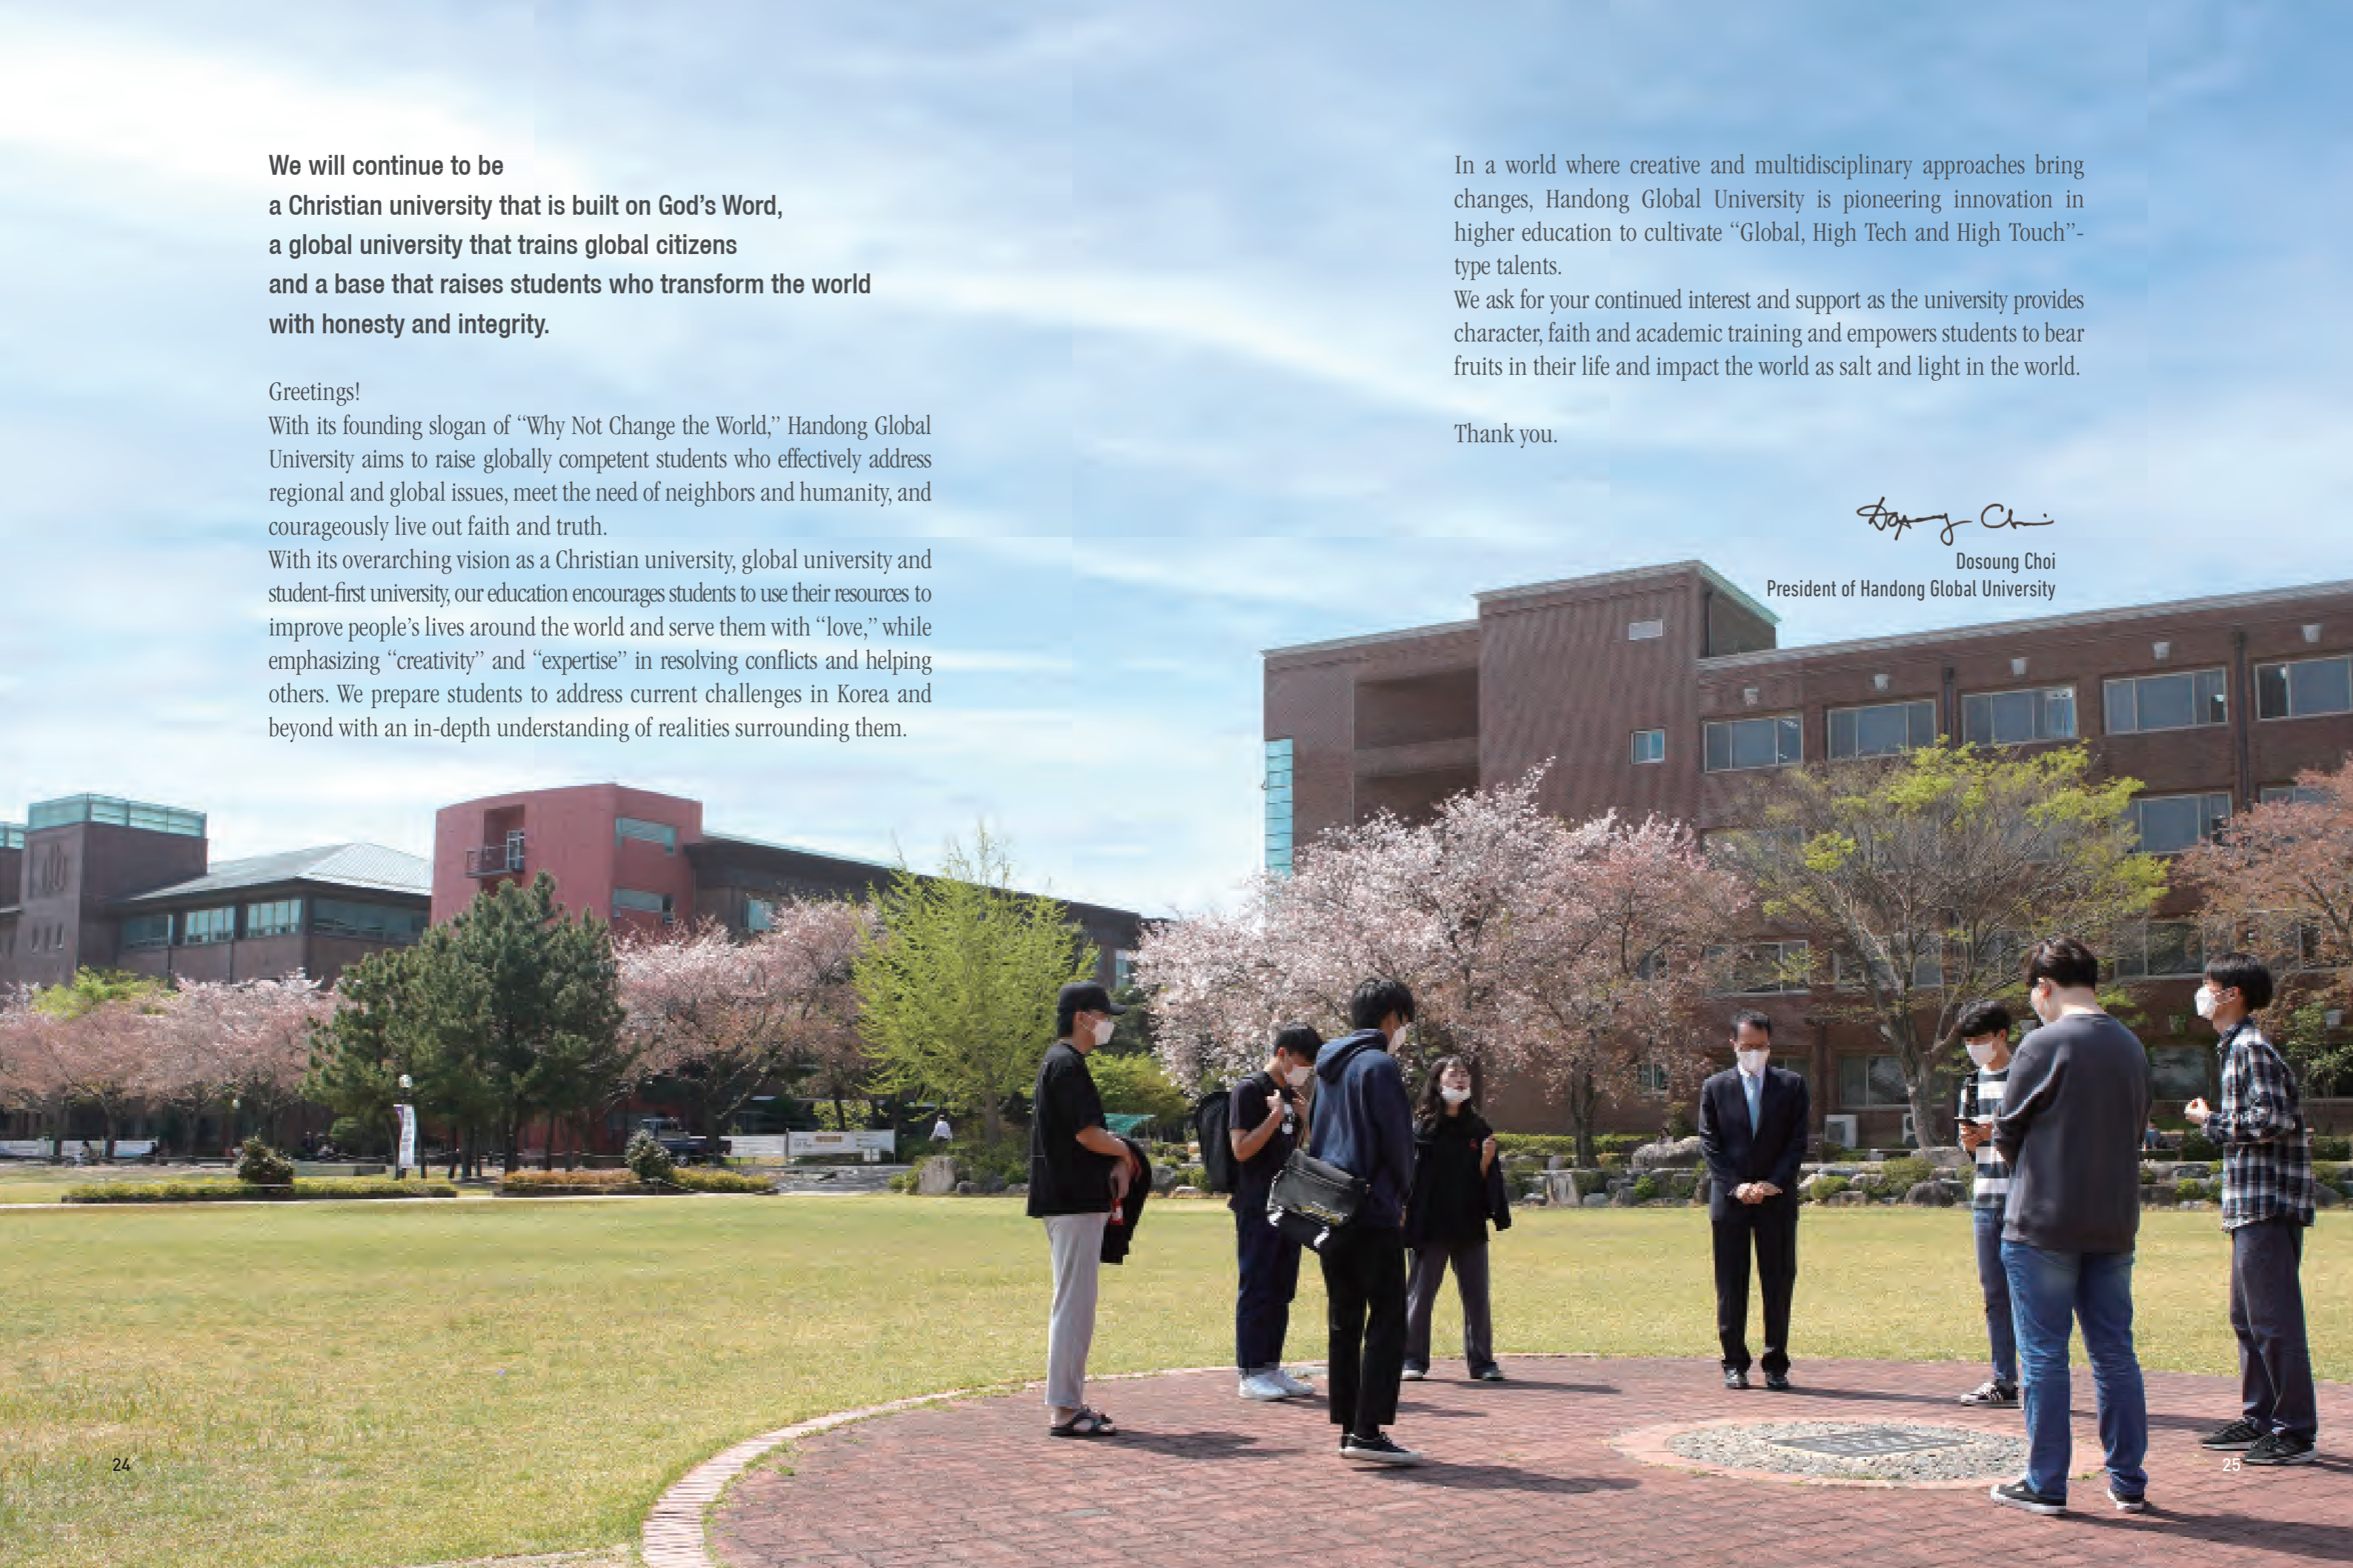 We will continue to be
a Christian university that is built on God’s Word,
a global university that trains global citizens
and a base that raises students who transform the world
with honesty and integrity.
Greetings!
With its founding slogan of “Why Not Change the World,” Handong Global
University aims to raise globally competent students who effectively address
regional and global issues, meet the need of neighbors and humanity, and
courageously live out faith and truth.
With its overarching vision as a Christian university, global university and
student-first university, our education encourages students to use their resources to
improve people’s lives around the world and serve them with “love,” while
emphasizing “creativity” and “expertise” in resolving conflicts and helping
others. We prepare students to address current challenges in Korea and
beyond with an in-depth understanding of realities surrounding them.
In a world where creative and multidisciplinary approaches bring
changes, Handong Global University is pioneering innovation in
higher education to cultivate “Global, High Tech and High Touch”-
type talents.
We ask for your continued interest and support as the university provides
character, faith and academic training and empowers students to bear
fruits in their life and impact the world as salt and light in the world.
Thank you.
Dosoung Choi
President of Handong Global University
24
25